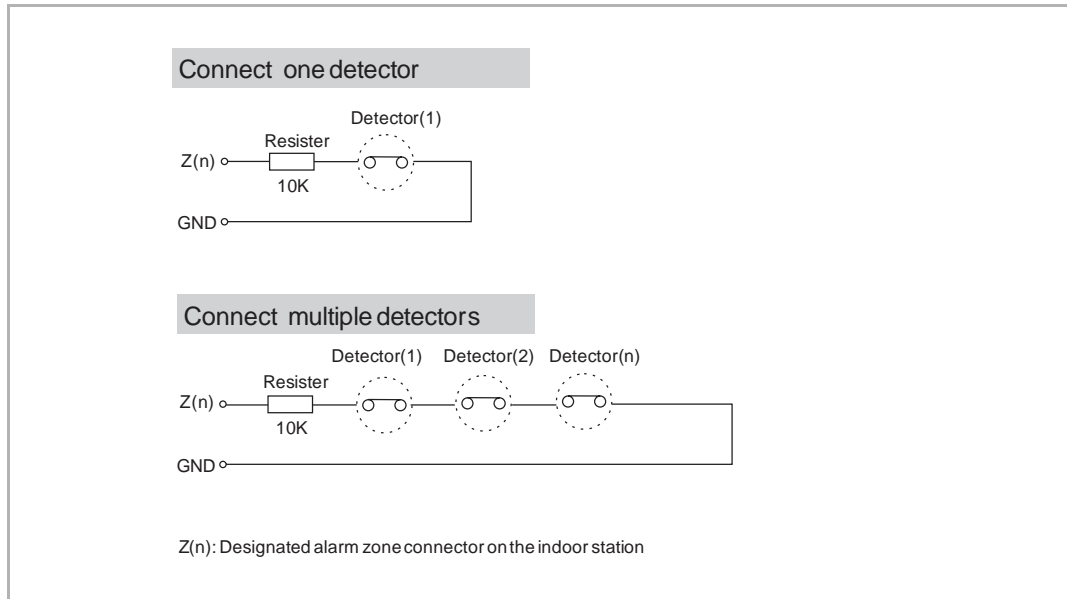 Connect one detector
Detector(1)
Resister
Z(n)
10K
GND
Connect multiple detectors
Detector(1) Detector(2) Detector(n)
Resister
Z(n)
10K
GND
Z(n): Designated alarm zone connector on the indoor station